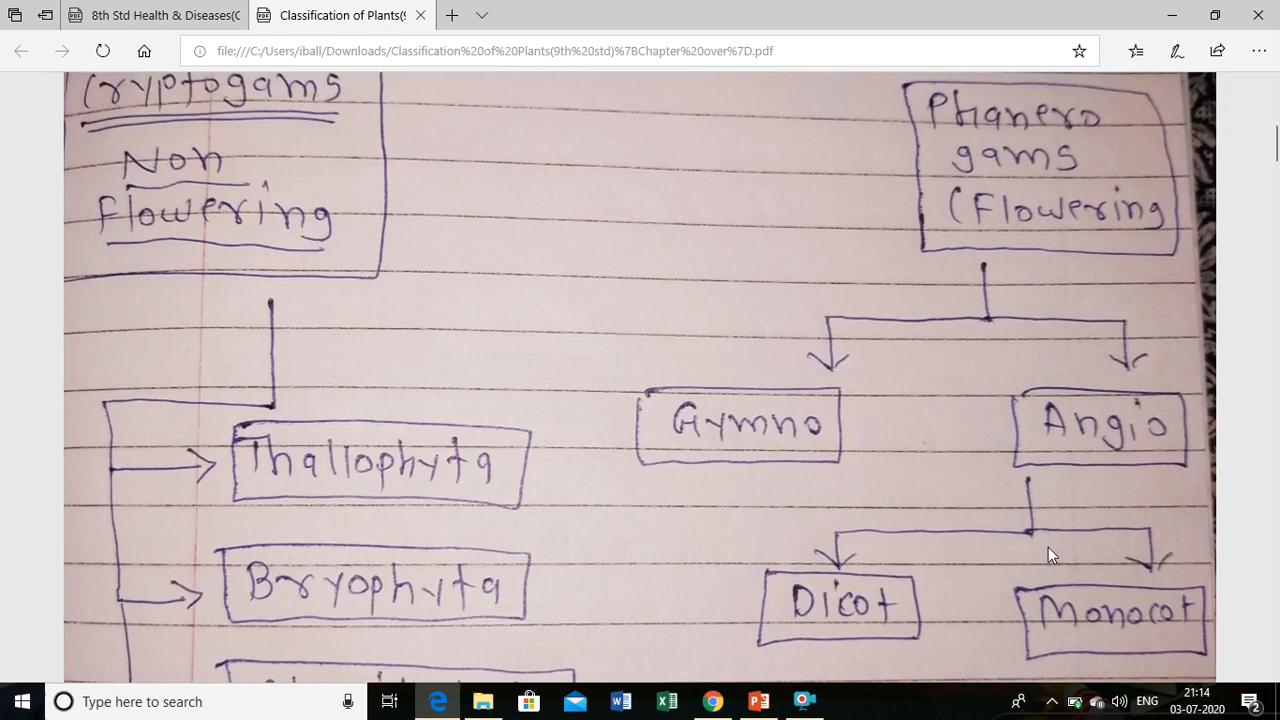 8th Std Health & Diseases(C
Classification of Plants(9
file:///C:/Users/iball/Downloads/Classification%20of%20Plants(9th%20std)%7BChapter%20over%7D.pdf
Cryptogams
Non
Flowering
Phanero
gams
(Flowering
Gymno
Angio
Thallophyta
Bryophyta
Dicot
Monocot
Type here to search
ENG
21:14
03-07-2020
2